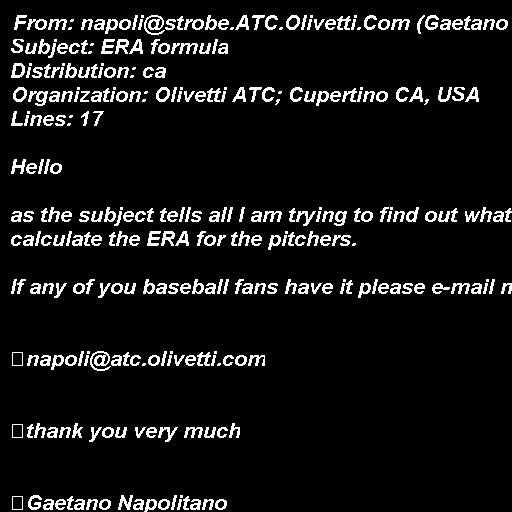 From: napoli@strobe.ATC.Olivetti.Com (Gaetano
Subject: ERA formula
Distribution: ca
Organization: Olivetti ATC; Cupertino CA, USA
Lines: 17
Hello
as the subject tells all I am trying to find out what
calculate the ERA for the pitchers.
If any of you baseball fans have it please e-mail
napoli@atc.olivetti.com
thank you very much
Gaetano Napolitano